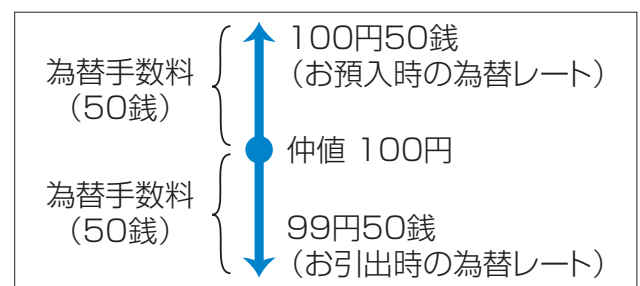 100円50銭
（お預入時の為替レート）
為替手数料
（50銭）
仲値 100円
為替手数料
（50銭）
99円50銭
（お引出時の為替レート）